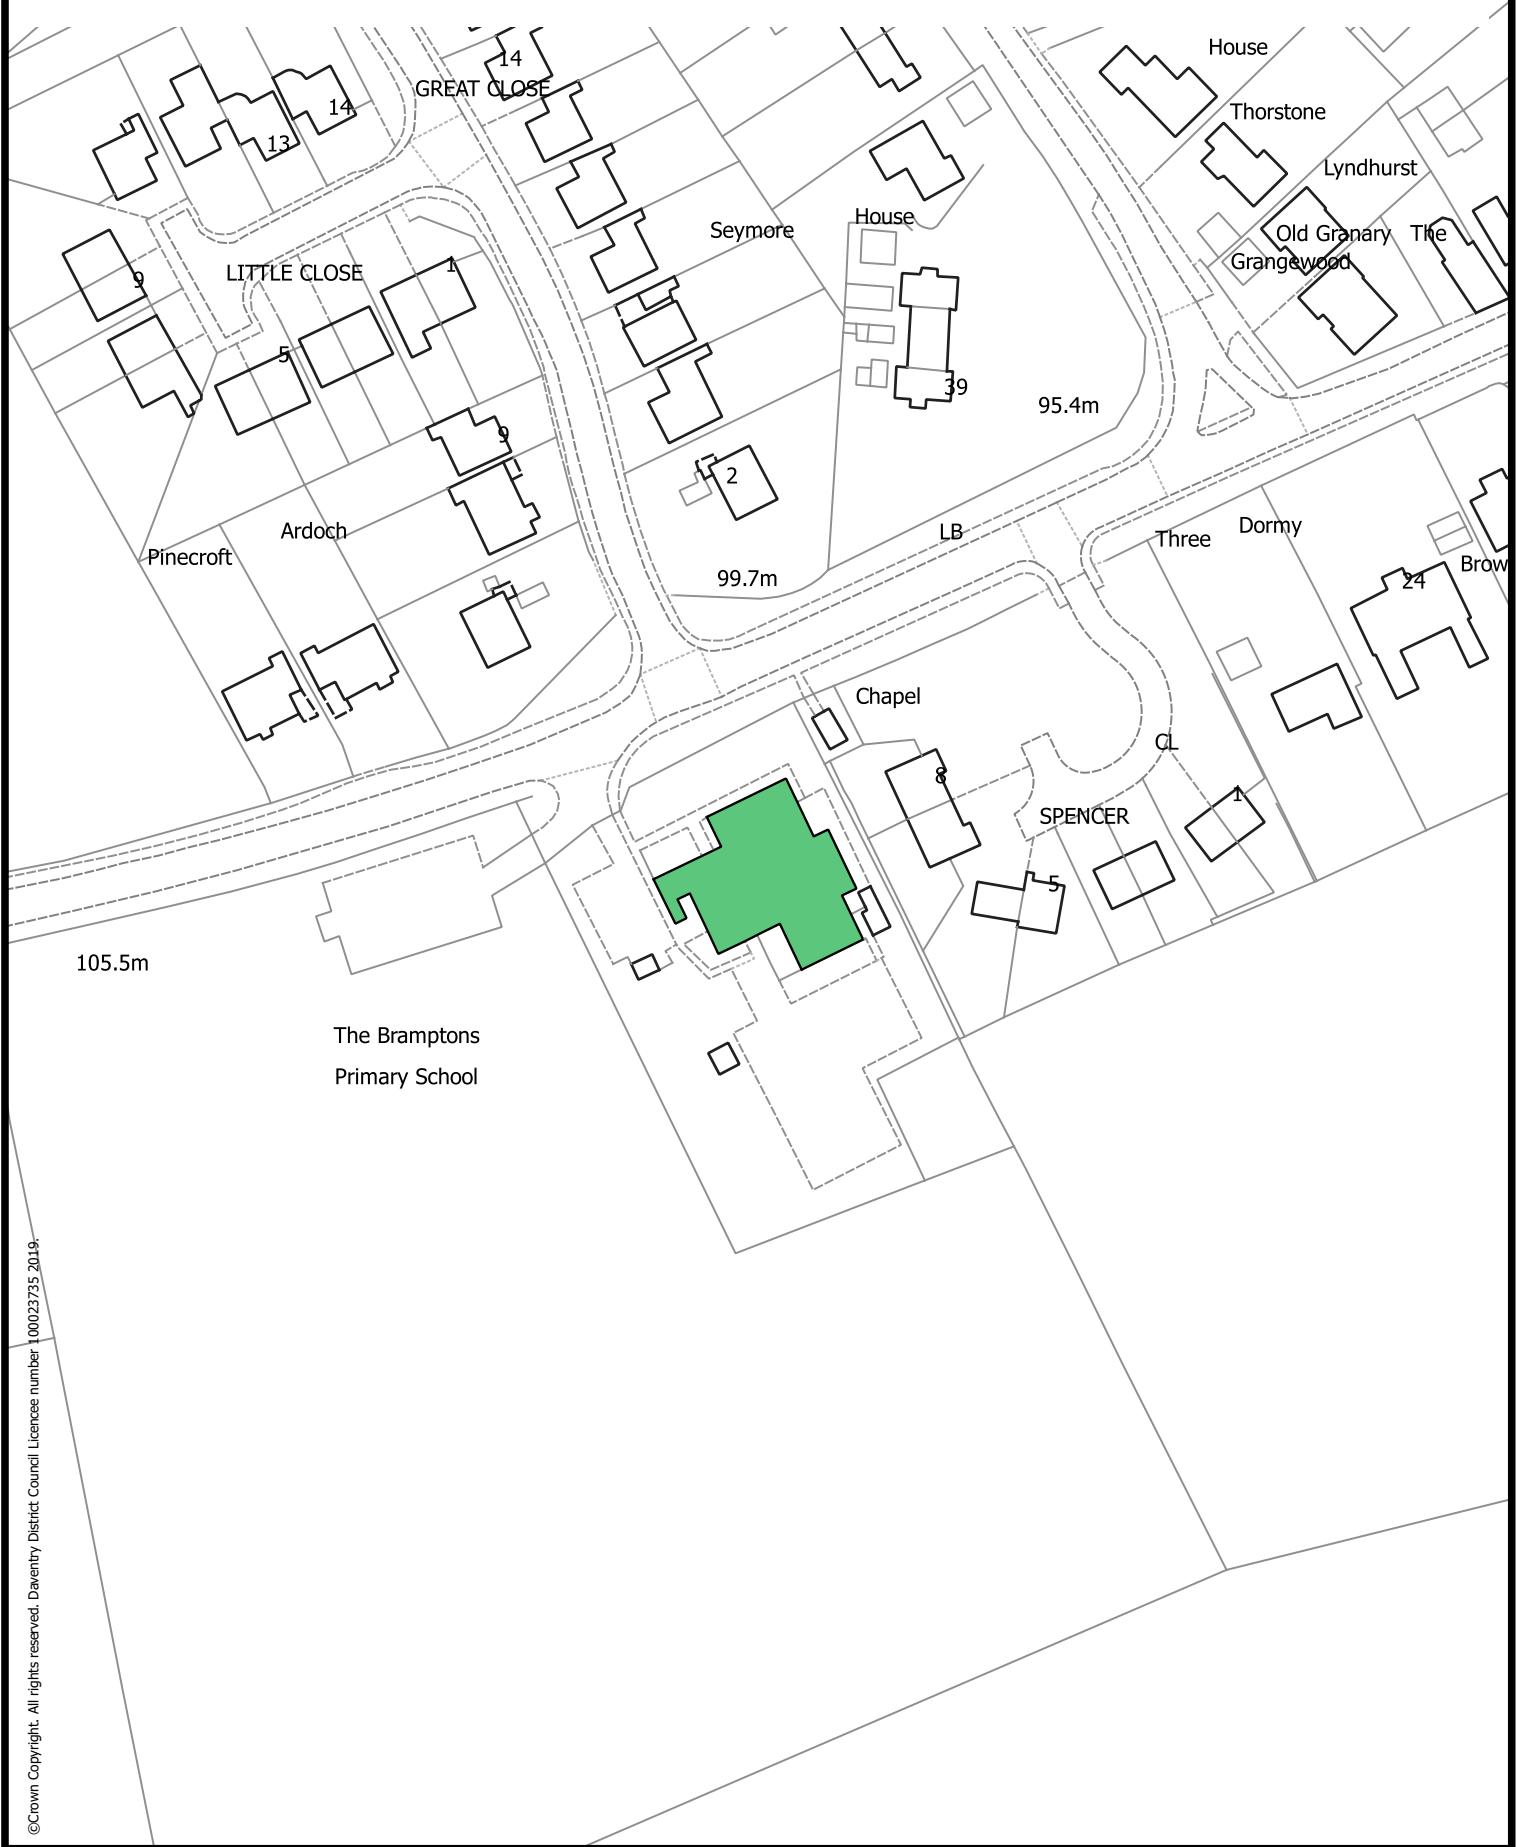 14
GREAT CLOSE
House
14
Thorstone
13
Lyndhurst
Seymore
House
Old Granary
The
Grangewood
LITTLE CLOSE
9
1
5
39
95.4m
9
2
Ardoch
LB
Three
Dormy
Pinecroft
99.7m
24
Brow
Chapel
CL
8
1
SPENCER
5
105.5m
The Bramptons
Primary School
©Crown Copyright. All rights reserved. Daventry District Council Licencee number 100023735 2019.